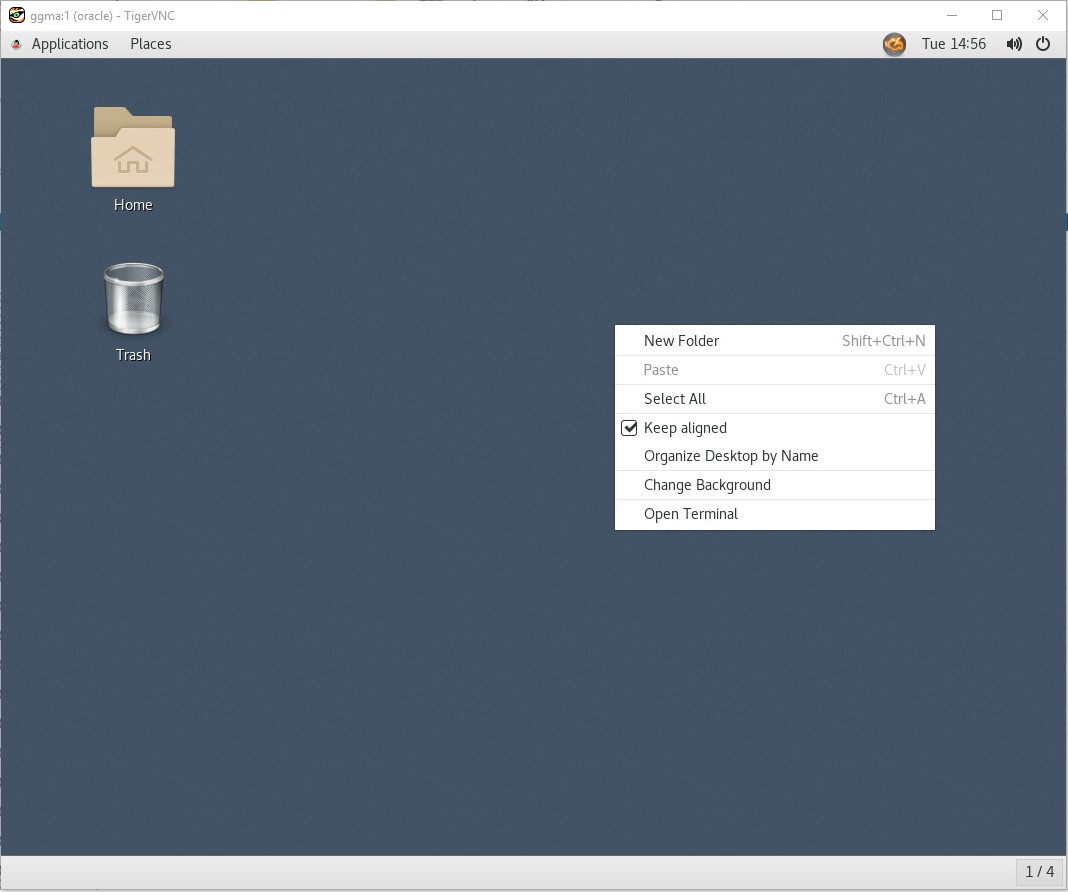 ggma:1 (oracle) - TigerVNC
Applications Places Tue 14:56
Home
Trash
New Folder Shift+Ctrl+N
Paste Ctrl+V
Select All Ctrl+A
Keep aligned
Organize Desktop by Name
Change Background
Open Terminal
1 / 4